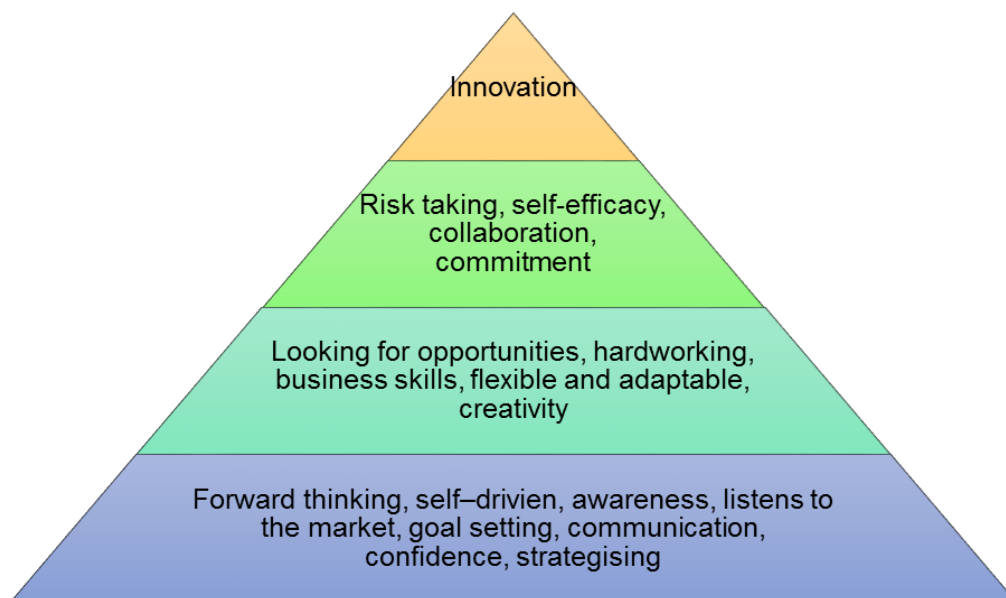 Innovation
Risk taking, self-efficacy,
collaboration,
commitment
Looking for opportunities, hardworking,
business skills, flexible and adaptable,
creativity
Forward thinking, self–drivien, awareness, listens to
the market, goal setting, communication,
confidence, strategising